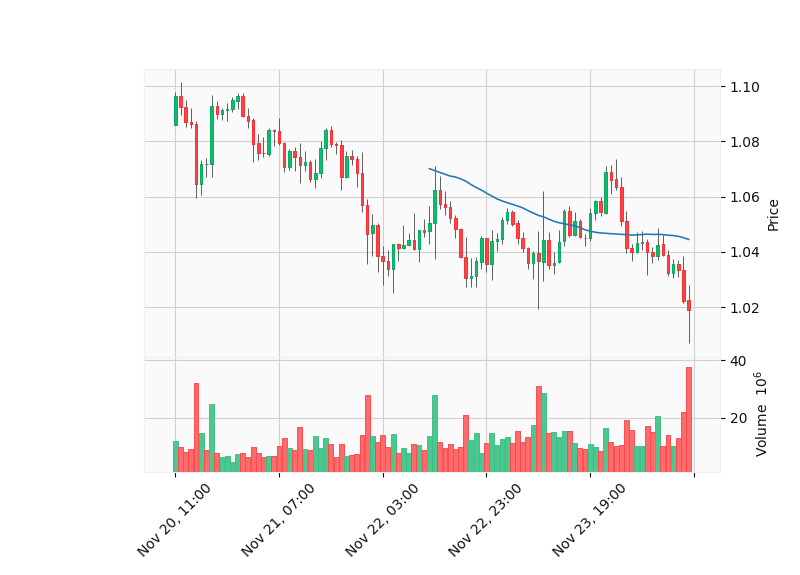 1.10
1.08
1.06
1.04
1.02
Price
40
20
Volume 10^6
Nov 20, 11:00
Nov 21, 07:00
Nov 22, 03:00
Nov 22, 23:00
Nov 23, 19:00